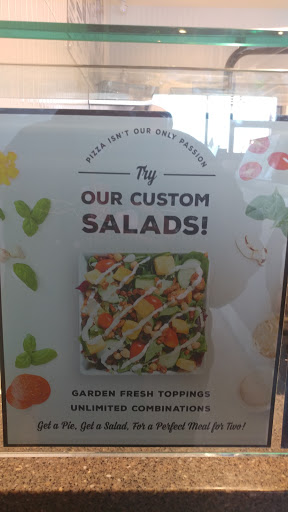 PIZZA ISN'T OUR ONLY PASSION
Try
OUR CUSTOM
SALADS!
GARDEN FRESH TOPPINGS
UNLIMITED COMBINATIONS
Get a Pie, Get a Salad, For a Perfect Meal for Two!